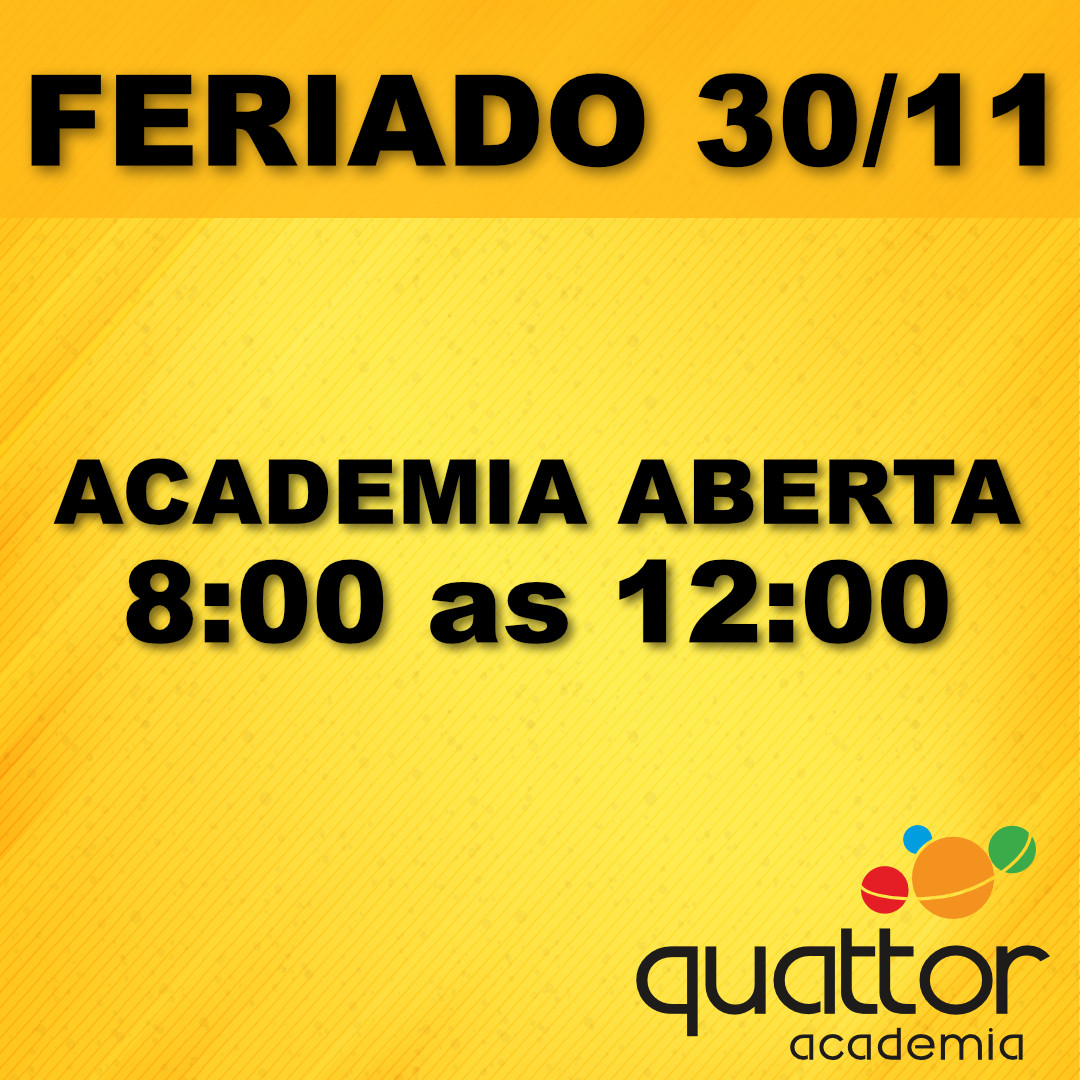 FERIADO 30/11
ACADEMIA ABERTA
8:00 as 12:00
quattor
academia